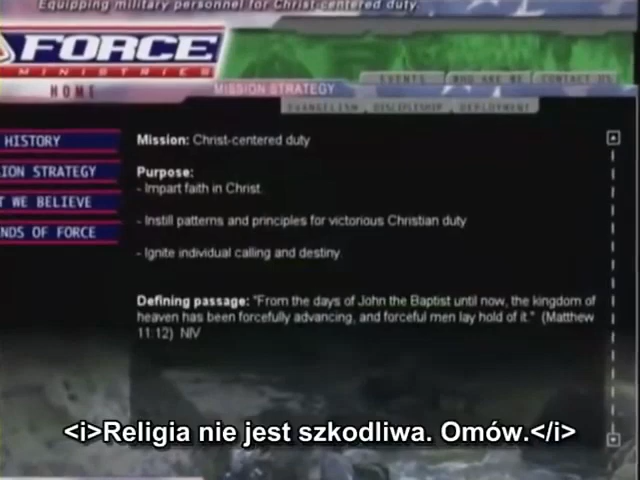 Equipping military personnel for Christ-centered duty.
FORCE
MINISTRIES
EVENTS WHO ARE WE CONTACT US
HOME
MISSION STRATEGY
EVANGELISM DISCIPLESHIP DEPLOYMENT
HISTORY
ION STRATEGY
T WE BELIEVE
NDS OF FORCE
Mission: Christ-centered duty
Purpose:
- Impart faith in Christ.
- Instill patterns and principles for victorious Christian duty
- Ignite individual calling and destiny
Defining passage: "From the days of John the Baptist until now, the kingdom of
heaven has been forcefully advancing, and forceful men lay hold of it." (Matthew
11:12) NIV
<i>Religia nie jest szkodliwa. Omów.</i>